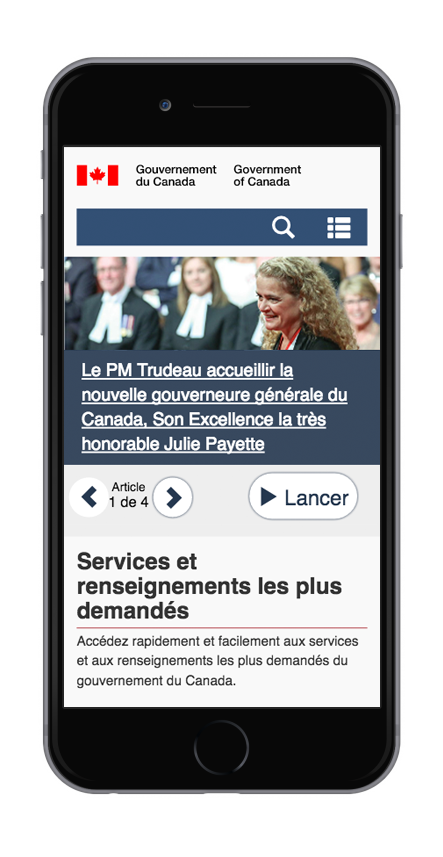 Gouvernement
du Canada
Government
of Canada
Le PM Trudeau accueillir la
nouvelle gouverneure générale du
Canada, Son Excellence la très
honorable Julie Payette
Article
1 de 4
Lancer
Services et
renseignements les plus
demandés
Accédez rapidement et facilement aux services
et aux renseignements les plus demandés du
gouvernement du Canada.